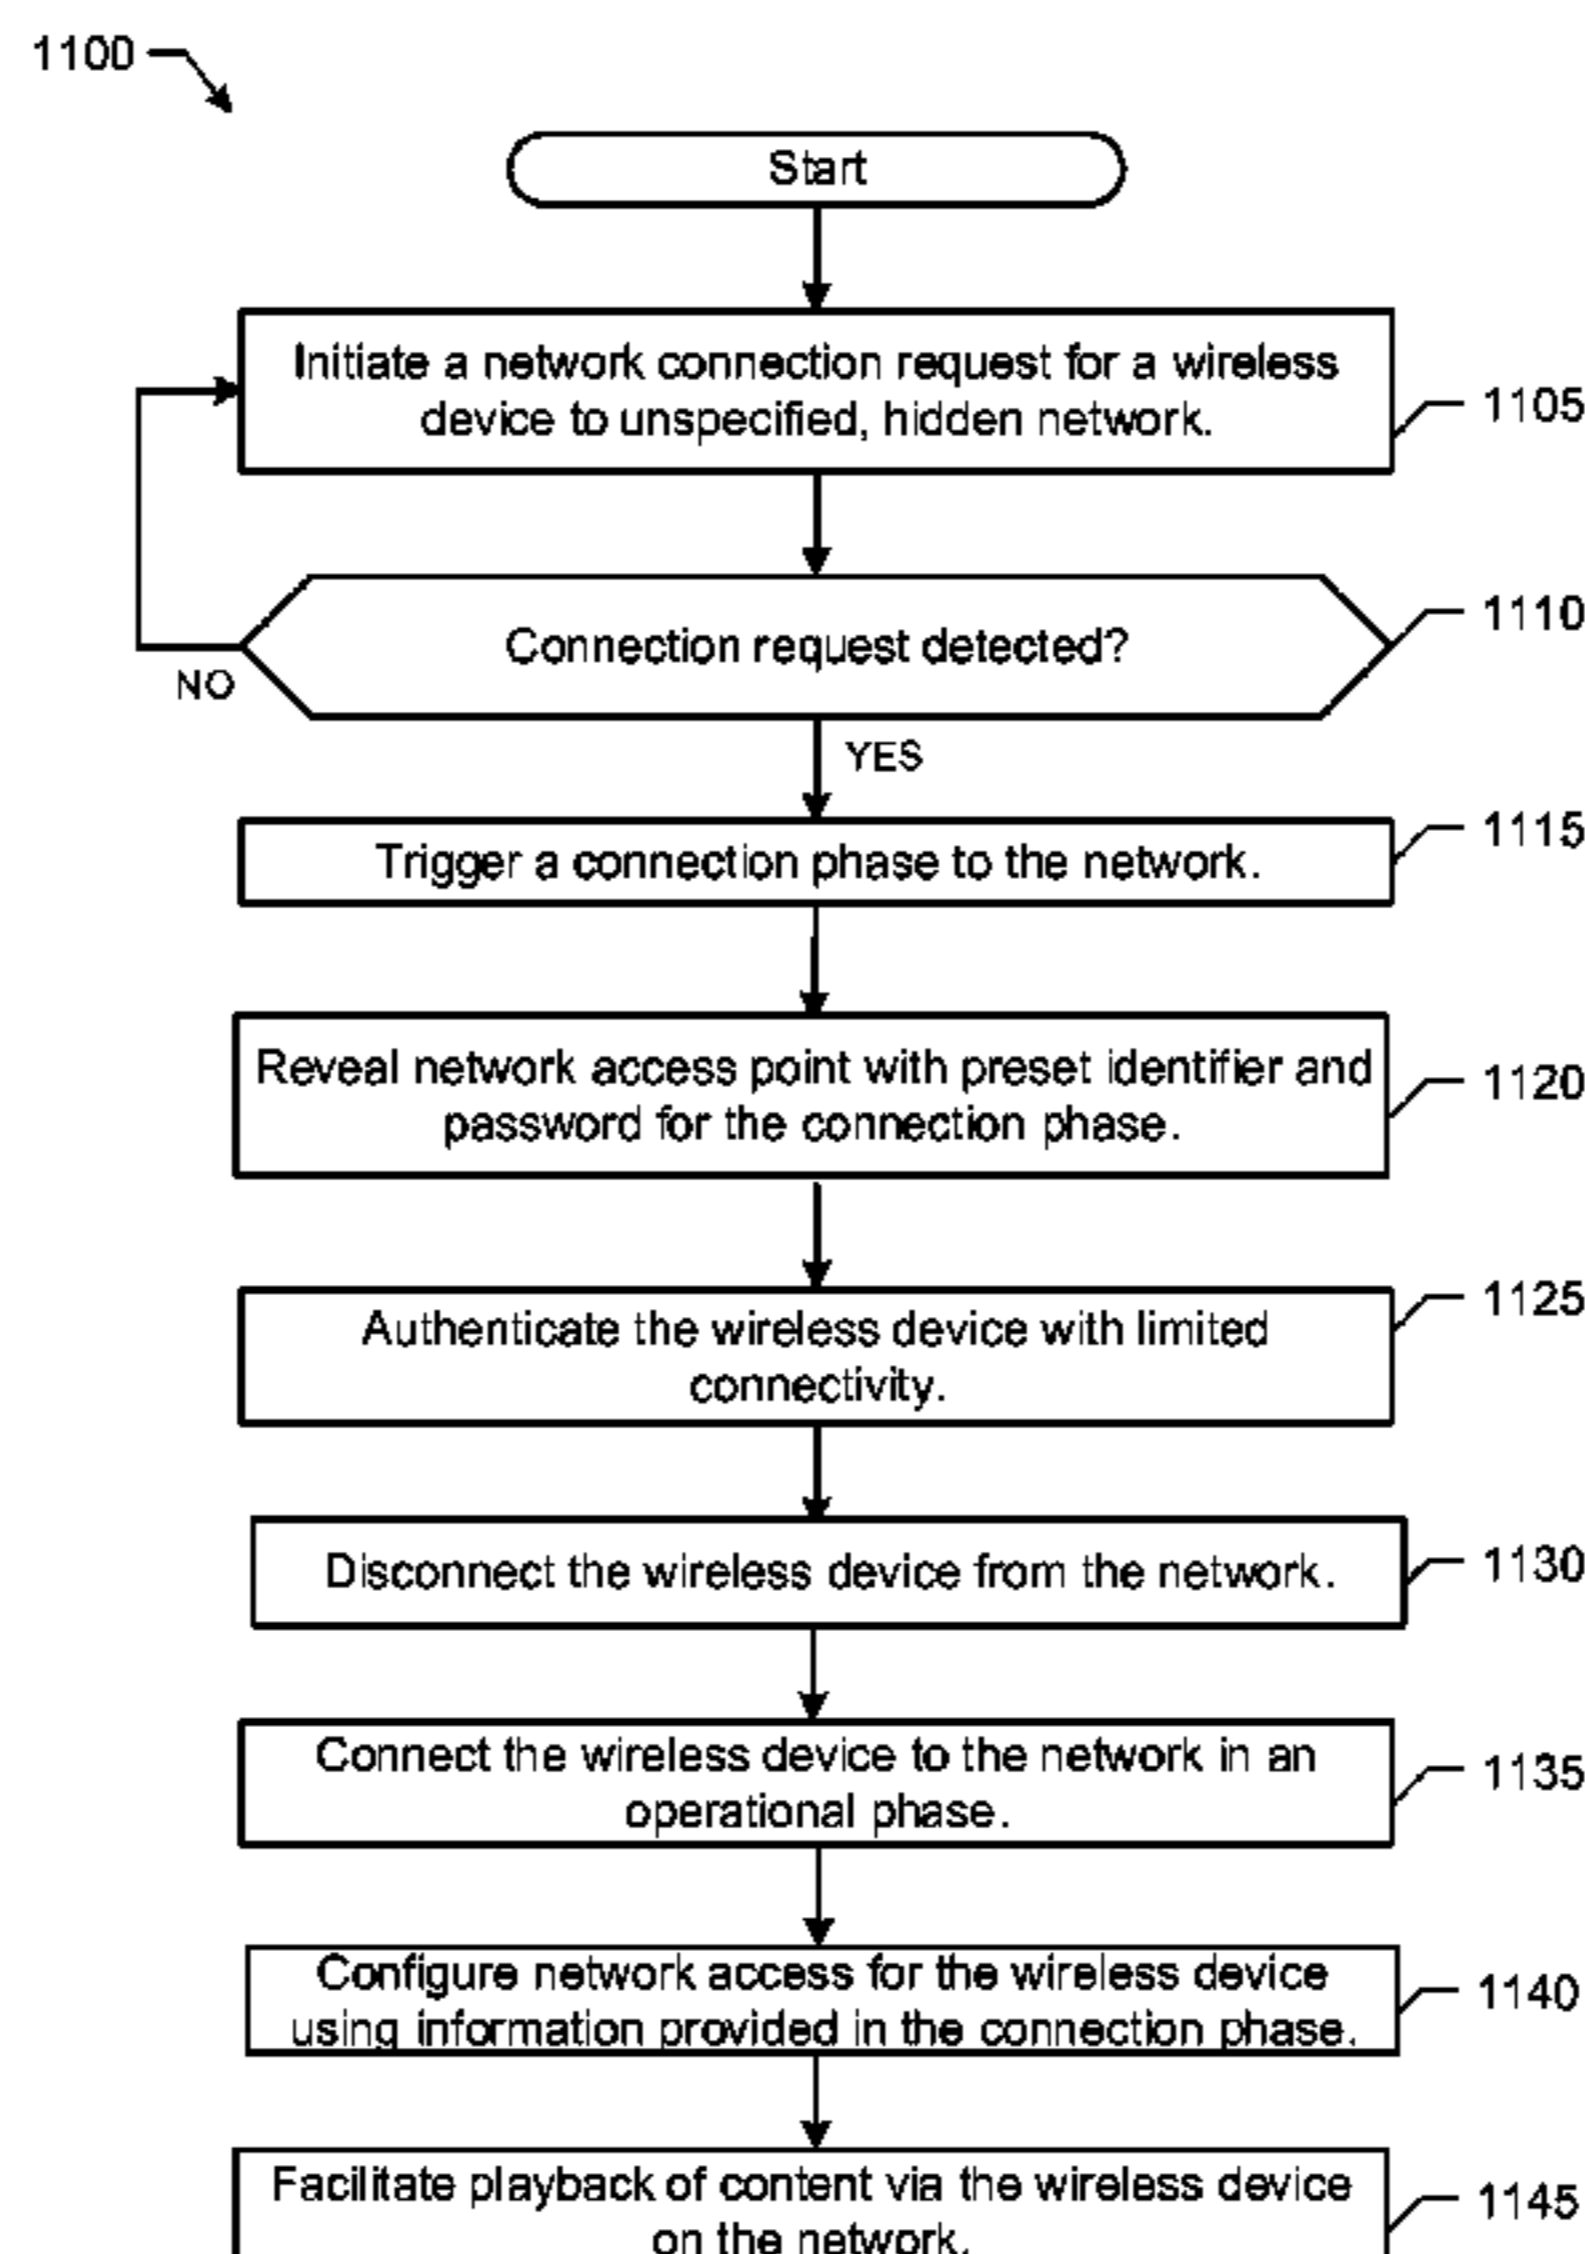 1100
Start
Initiate a network connection request for a wireless
device to unspecified, hidden network.
1105
Connection request detected?
1110
NO
YES
Trigger a connection phase to the network.
1115
Reveal network access point with preset identifier and
password for the connection phase.
1120
Authenticate the wireless device with limited
connectivity.
1125
Disconnect the wireless device from the network.
1130
Connect the wireless device to the network in an
operational phase.
1135
Configure network access for the wireless device
using information provided in the connection phase.
1140
Facilitate playback of content via the wireless device
on the network.
1145